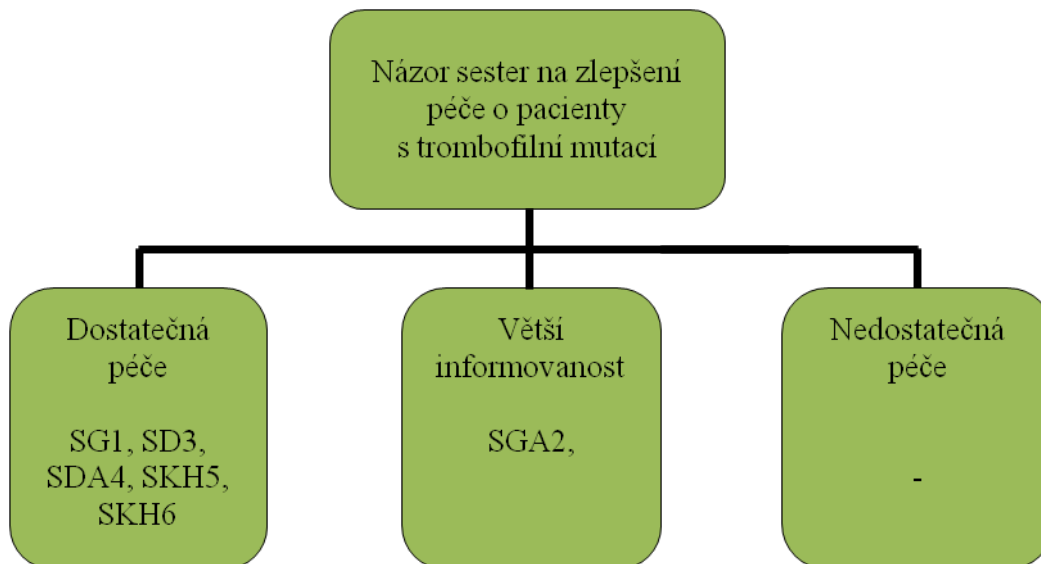 Názor sester na zlepšení
péče o pacienty
s trombofilní mutací
Dostatečná
péče
SG1, SD3,
SDA4, SKH5,
SKH6
Větší
informovanost
SGA2,
Nedostatečná
péče
-